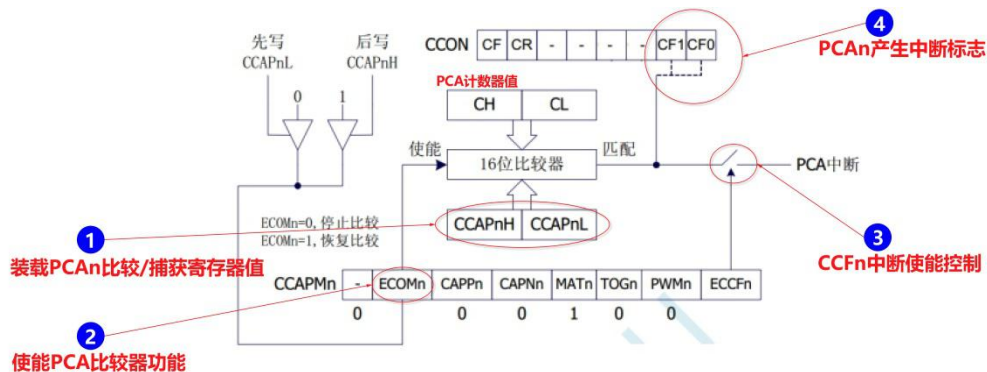 4
先写 后写 CCON CF CR - - - - CF1 CF0 PCAn产生中断标志
CCAPnL CCAPnH
PCA计数器值
0 1 CH CL
使能 16位比较器 匹配 PCA中断
ECOMn=0,停止比较 CCAPnH CCAPnL
ECOMn=1,恢复比较
1 3
装载PCAn比较/捕获寄存器值 CCFn中断使能控制
CCAPMn - ECOMn CAPPn CAPNn MATn TOGn PWMn ECCFn
0 0 0 1 0 0
2
使能PCA比较器功能